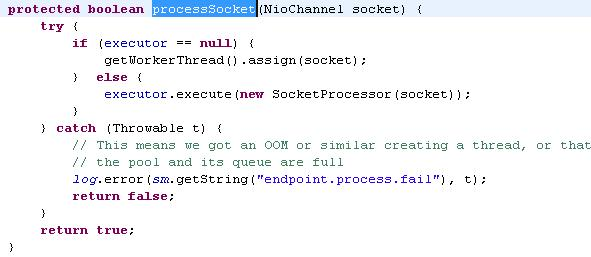 protected boolean processSocket(NioChannel socket) {
    try {
        if (executor == null) {
            getWorkerThread().assign(socket);
        }  else {
            executor.execute(new SocketProcessor(socket));
        }
    } catch (Throwable t) {
        // This means we got an OOM or similar creating a thread, or that
        // the pool and its queue are full
        log.error(sm.getString("endpoint.process.fail"), t);
        return false;
    }
    return true;
}